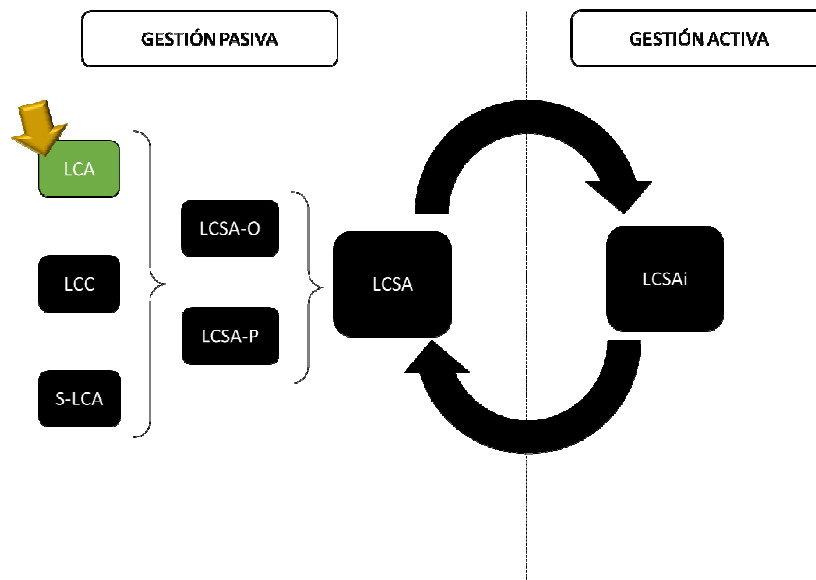 GESTIÓN PASIVA
GESTIÓN ACTIVA
LCA
LCSA-O
LCC
LCSA
LCSAi
LCSA-P
S-LCA